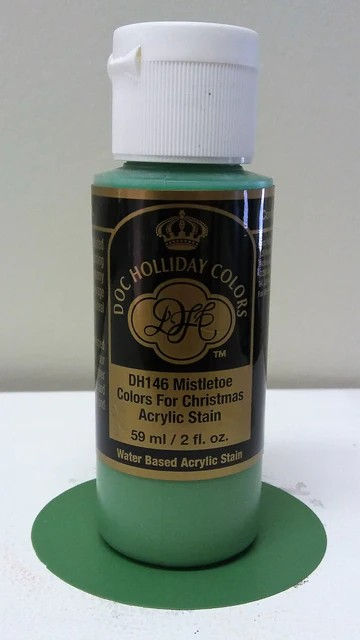 DOC HOLLIDAY COLORS
DHC
TM
DH146 Mistletoe
Colors For Christmas
Acrylic Stain
59 ml / 2 fl. oz.
Water Based Acrylic Stain